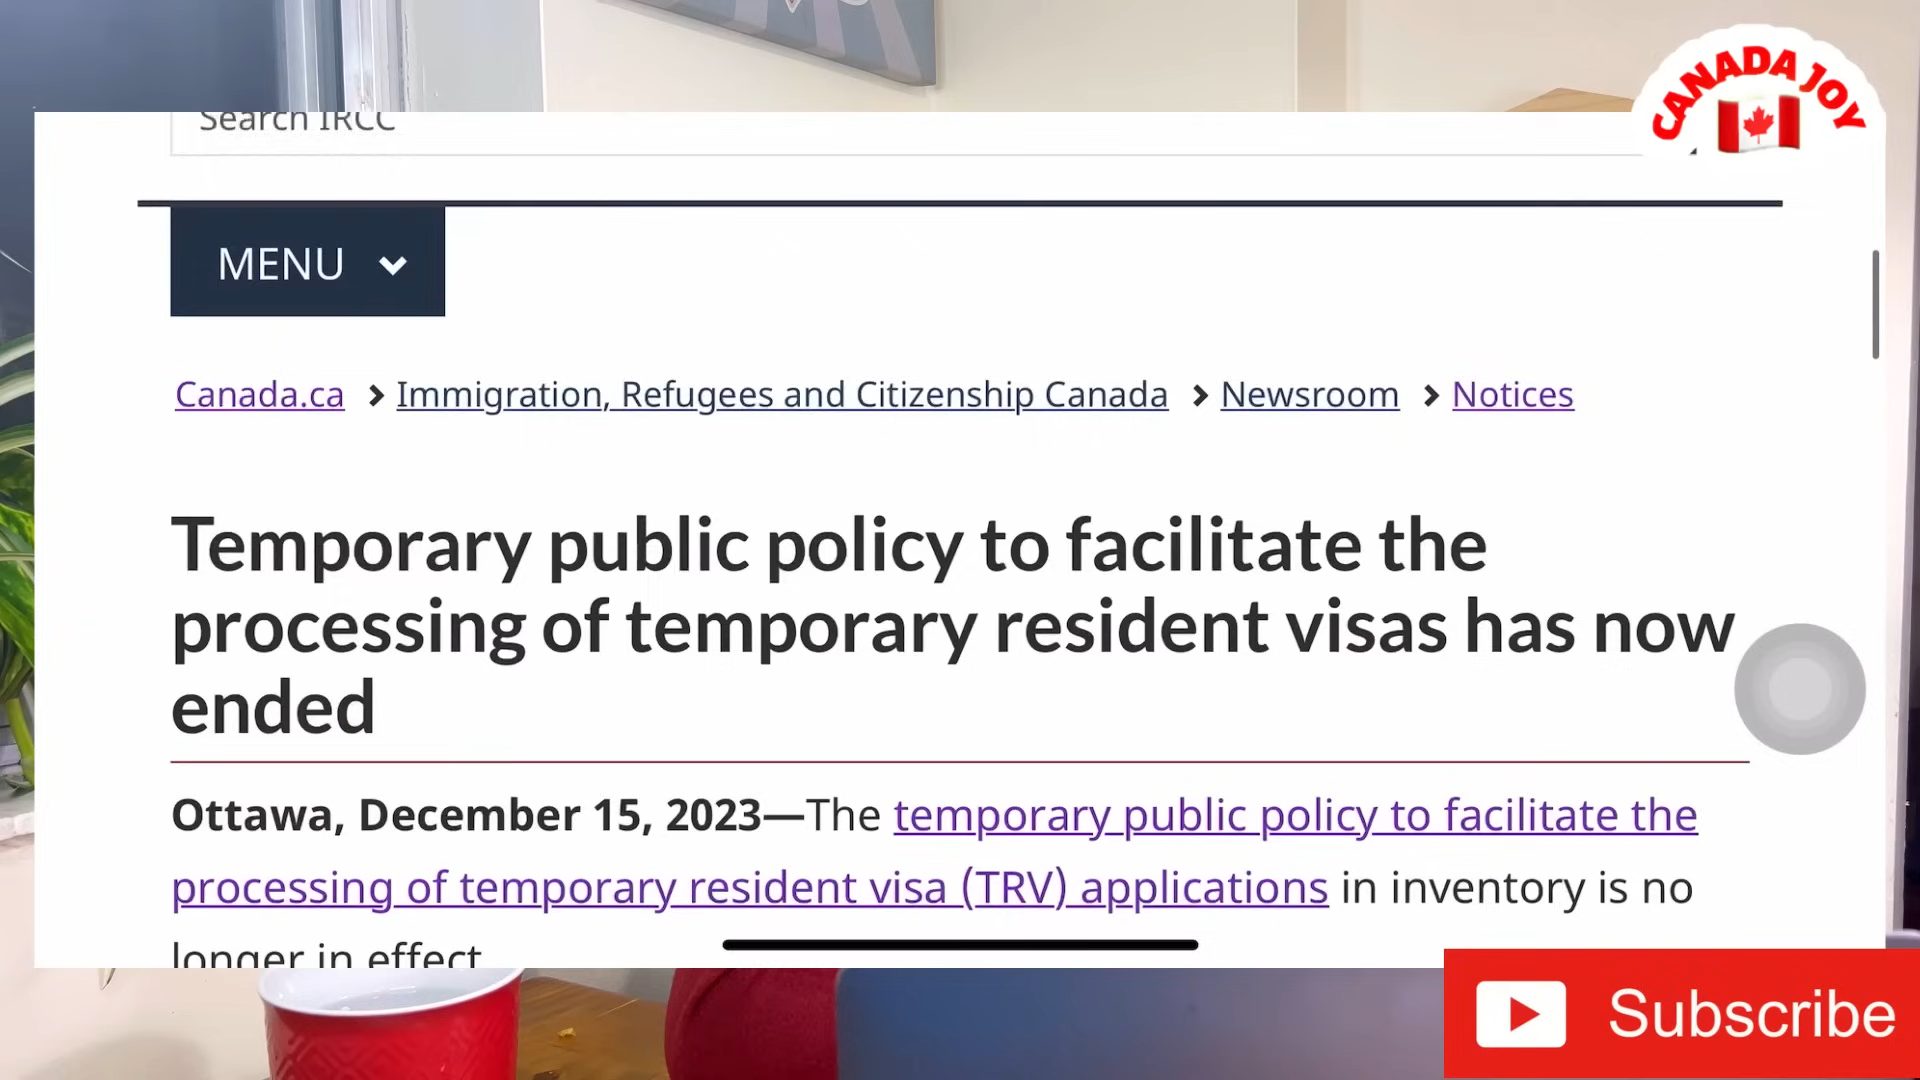 CANADA JOY
Search IRCC
MENU
Canada.ca > Immigration, Refugees and Citizenship Canada > Newsroom > Notices
Temporary public policy to facilitate the
processing of temporary resident visas has now
ended
Ottawa, December 15, 2023—The temporary public policy to facilitate the
processing of temporary resident visa (TRV) applications in inventory is no
longer in effect
Subscribe